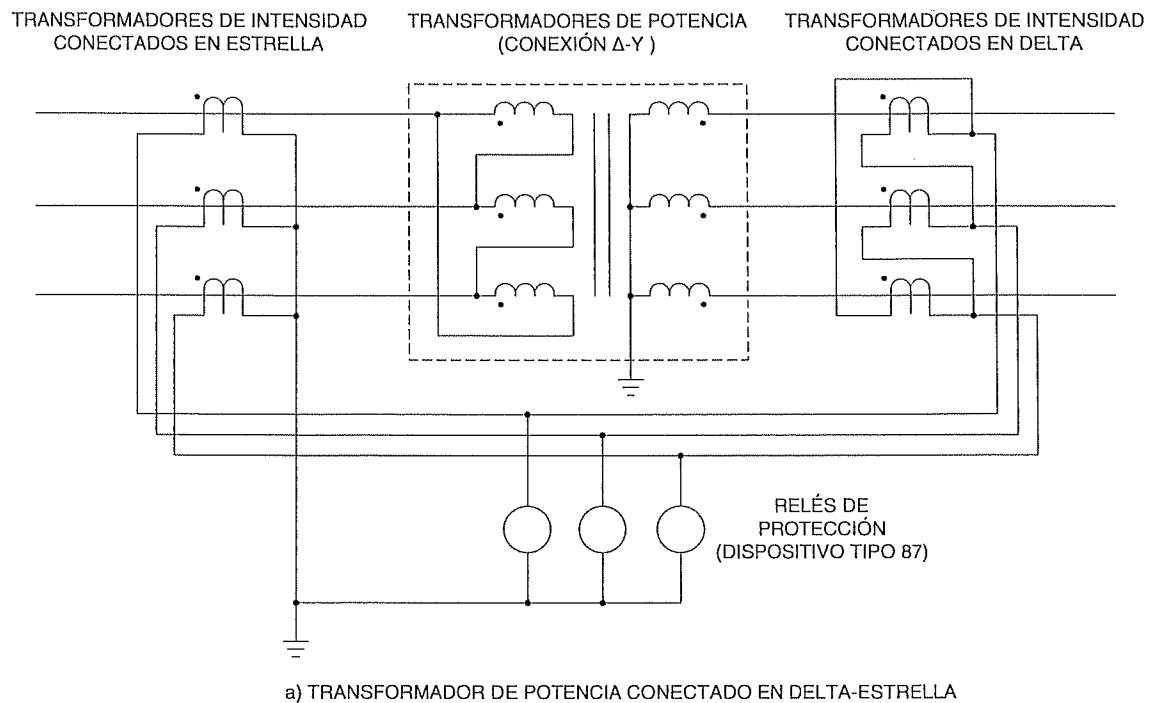 TRANSFORMADORES DE INTENSIDAD
CONECTADOS EN ESTRELLA
TRANSFORMADORES DE POTENCIA
(CONEXIÓN Δ-Y )
TRANSFORMADORES DE INTENSIDAD
CONECTADOS EN DELTA
RELÉS DE
PROTECCIÓN
(DISPOSITIVO TIPO 87)
a) TRANSFORMADOR DE POTENCIA CONECTADO EN DELTA-ESTRELLA